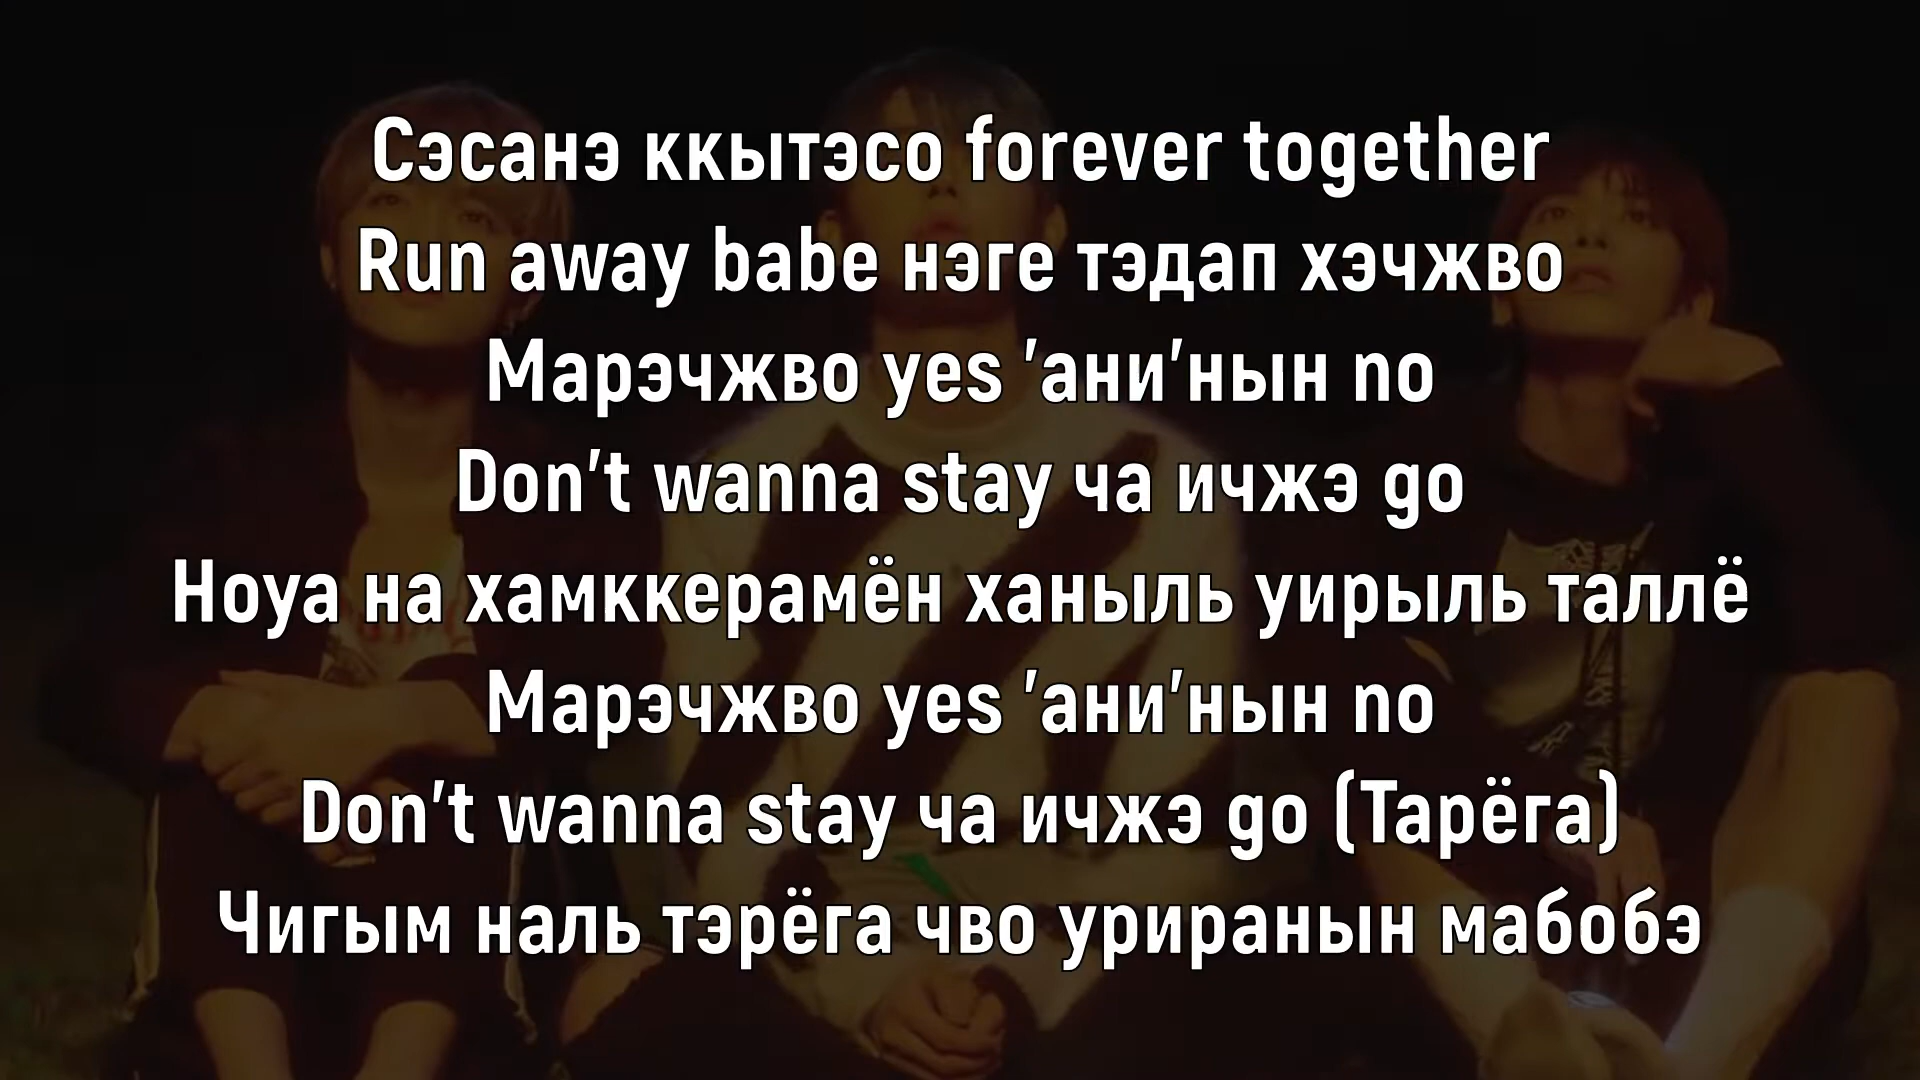 Сэсанэ ккытэсо forever together
Run away babe нэге тэдап хэчжво
Марэчжво yes 'ани'нын no
Don't wanna stay ча ичжэ go
Ноуа на хамккерамён ханыль уирыль таллё
Марэчжво yes 'ани'нын no
Don't wanna stay ча ичжэ go (Тарёга)
Чигым наль тэрёга чво уриранын мабобэ